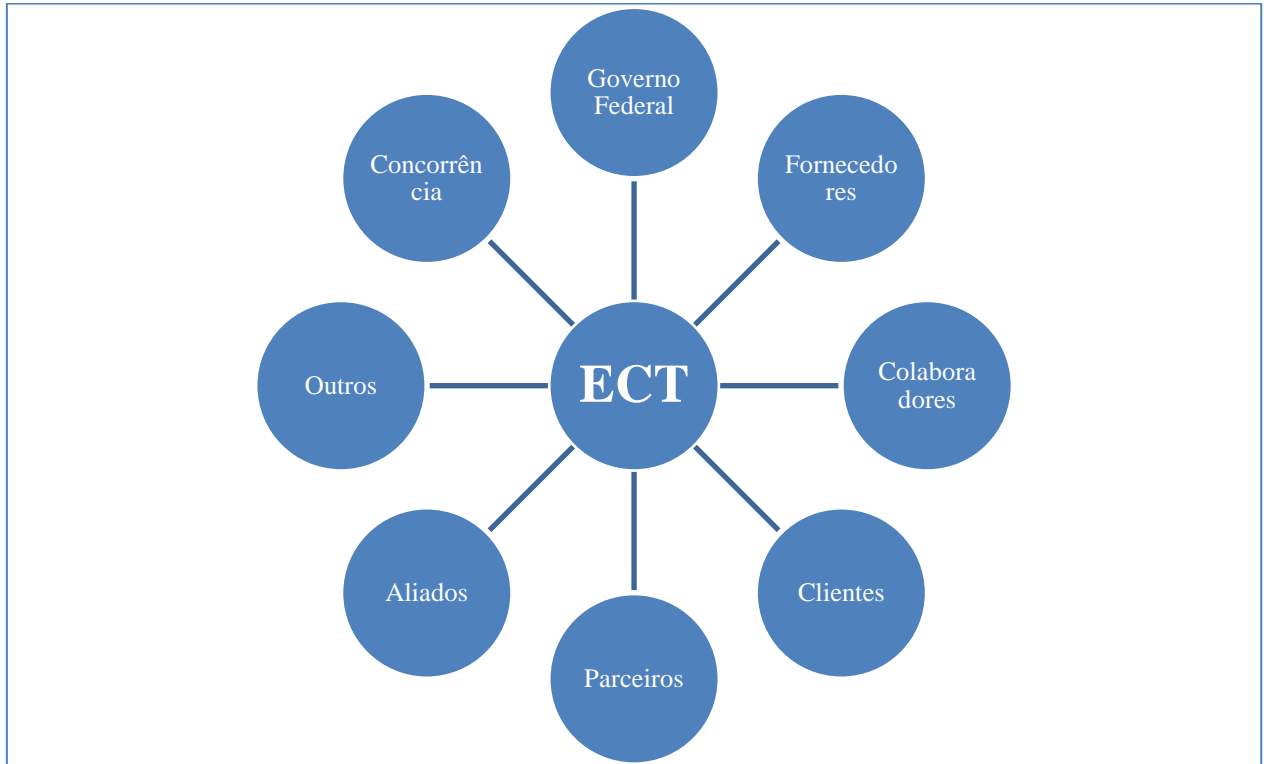 Governo
Federal
Fornecedo
res
Colabora
dores
Clientes
Parceiros
Aliados
Outros
Concorrên
cia
ECT